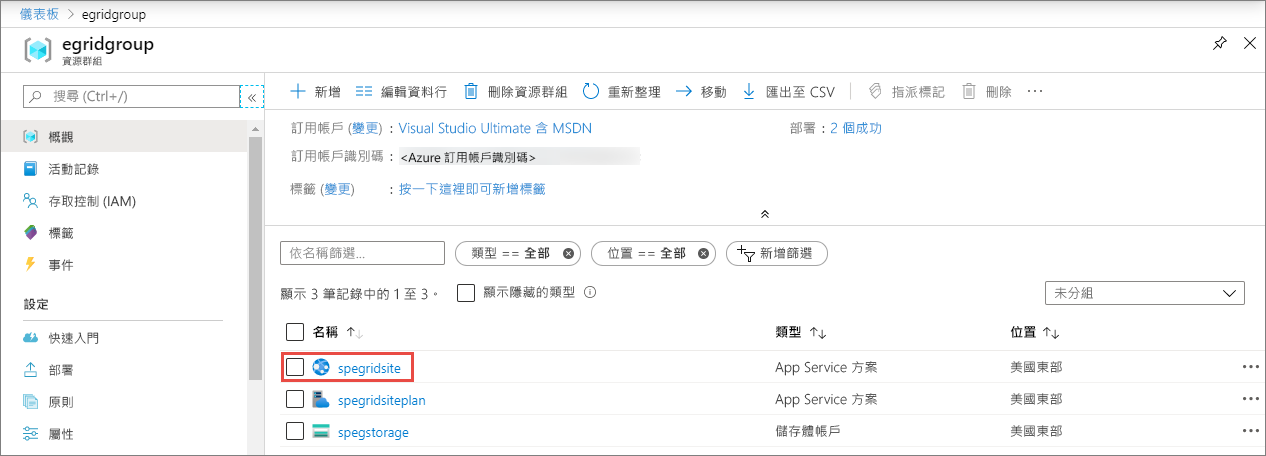 儀表板 > egridgroup
egridgroup
資源群組
搜尋 (Ctrl+/)
«
概觀
活動記錄
存取控制 (IAM)
標籤
事件
設定
快速入門
部署
原則
屬性
新增 編輯資料行 刪除資源群組 重新整理 移動 匯出至 CSV 指派標記 刪除 ...
訂用帳戶 (變更) : Visual Studio Ultimate 含 MSDN 部署 : 2 個成功
訂用帳戶識別碼 : <Azure 訂用帳戶識別碼>
標籤 (變更) : 按一下這裡即可新增標籤
依名稱篩選... 類型 == 全部 位置 == 全部 新增篩選
顯示 3 筆記錄中的 1 至 3。 顯示隱藏的類型 未分組
名稱 ↑↓ 類型 ↑↓ 位置 ↑↓
spegridsite App Service 方案 美國東部 ...
spegridsiteplan App Service 方案 美國東部 ...
spegstorage 儲存體帳戶 美國東部 ...